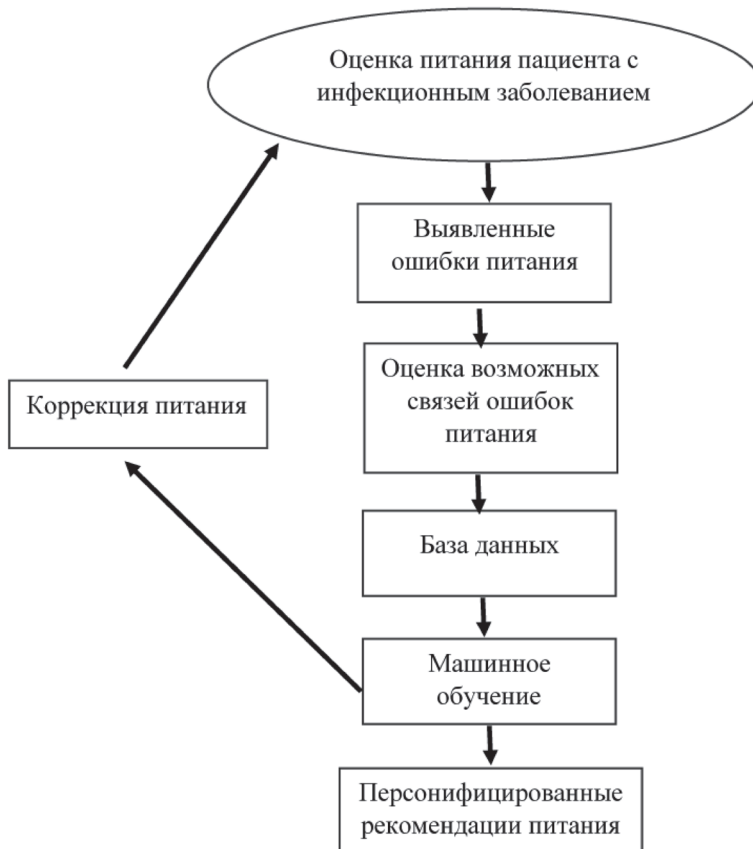 Оценка питания пациента с
инфекционным заболеванием
Выявленные
ошибки питания
Оценка возможных
связей ошибок
питания
Коррекция питания
База данных
Машинное
обучение
Персонифицированные
рекомендации питания